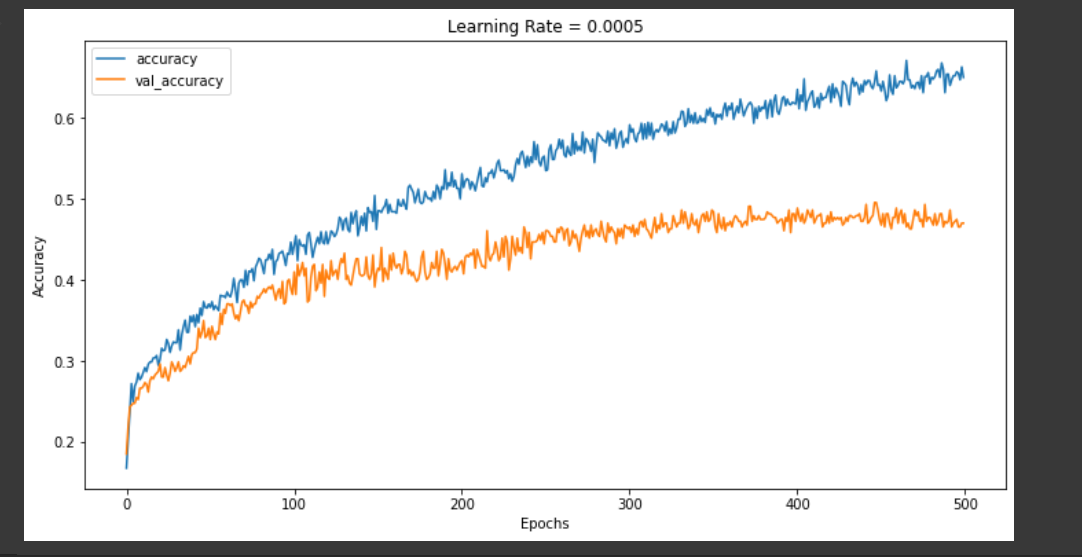 Learning Rate = 0.0005
accuracy
val_accuracy
0.6
0.5
0.4
0.3
0.2
Accuracy
0 100 200 300 400 500
Epochs